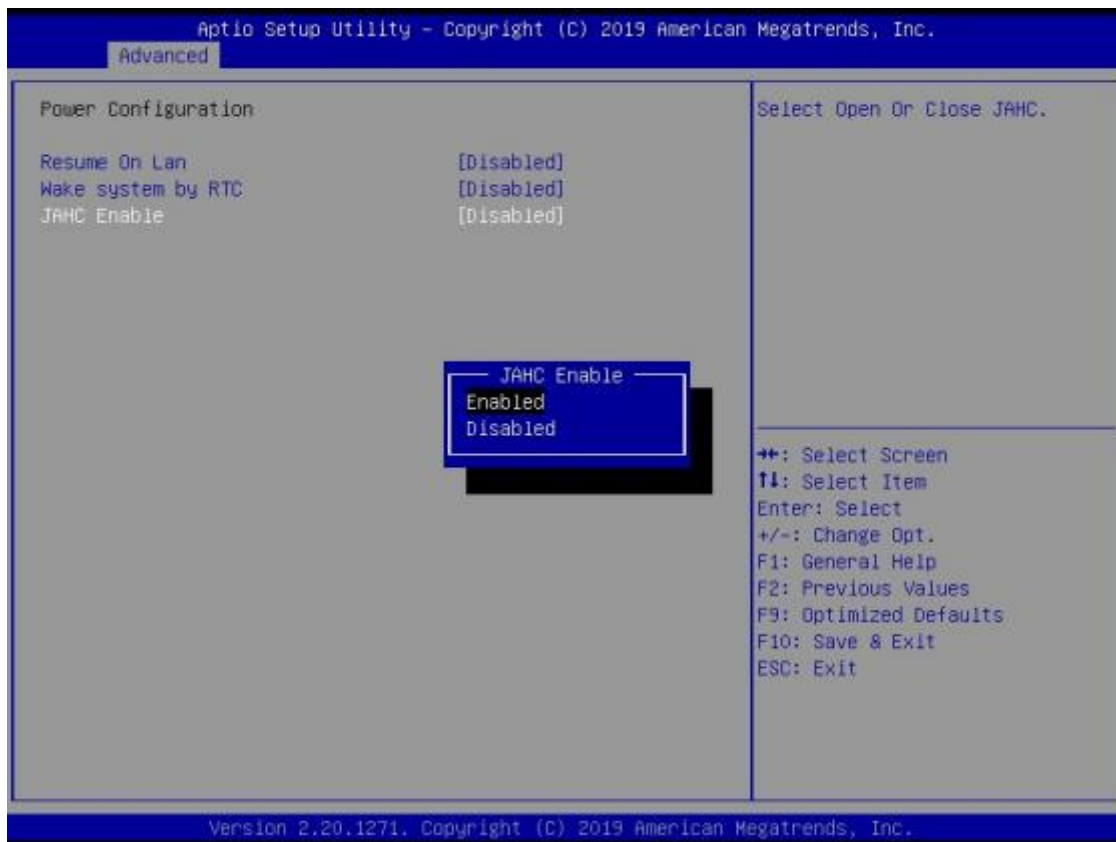 Aptio Setup Utility – Copyright (C) 2019 American Megatrends, Inc.
Advanced
Power Configuration
Resume On Lan [Disabled]
Wake system by RTC [Disabled]
JAHC Enable [Disabled]
JAHC Enable
Enabled
Disabled
Select Open Or Close JAHC.
→←: Select Screen
↑↓: Select Item
Enter: Select
+/-: Change Opt.
F1: General Help
F2: Previous Values
F9: Optimized Defaults
F10: Save & Exit
ESC: Exit
Version 2.20.1271. Copyright (C) 2019 American Megatrends, Inc.